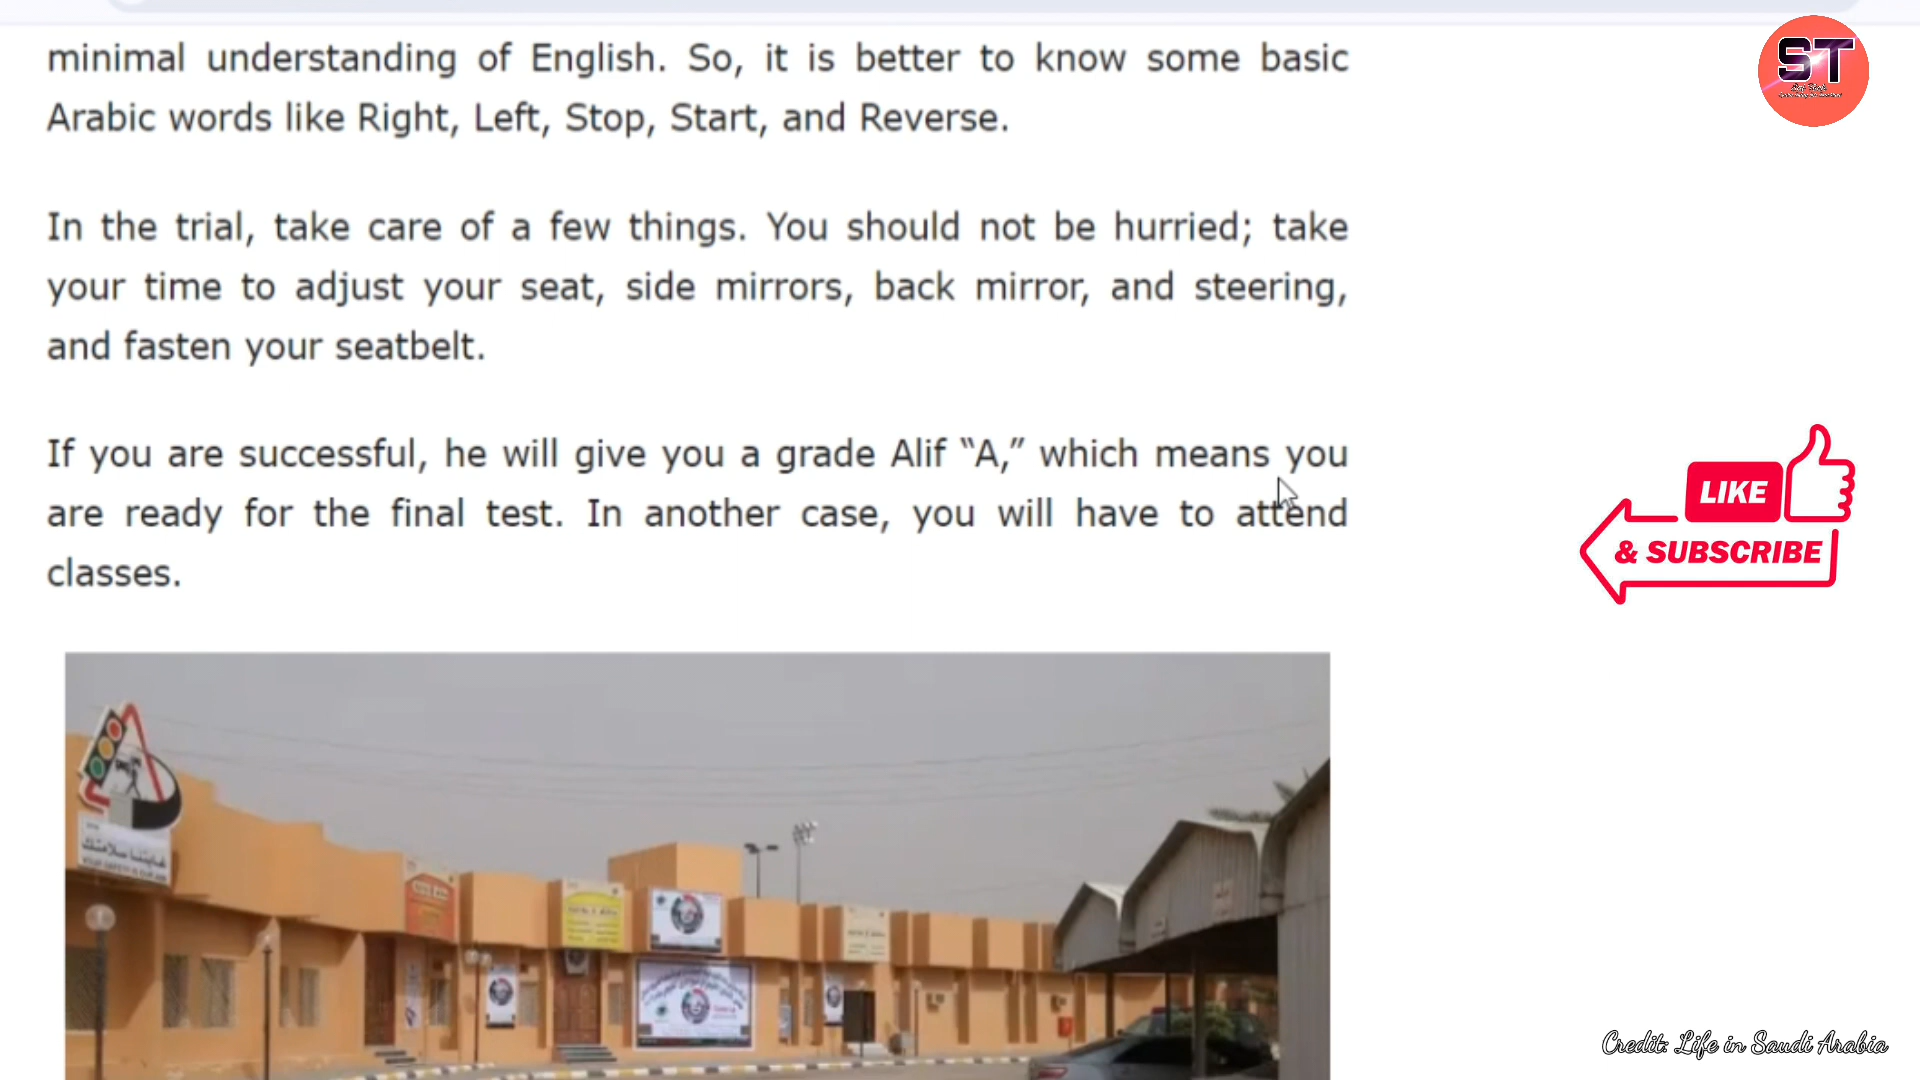 minimal understanding of English. So, it is better to know some basic
Arabic words like Right, Left, Stop, Start, and Reverse.
In the trial, take care of a few things. You should not be hurried; take
your time to adjust your seat, side mirrors, back mirror, and steering,
and fasten your seatbelt.
If you are successful, he will give you a grade Alif “A,” which means you
are ready for the final test. In another case, you will have to attend
classes.
ST
LIKE
& SUBSCRIBE
غايتنا سلامتك
Credit: Life in Saudi Arabia